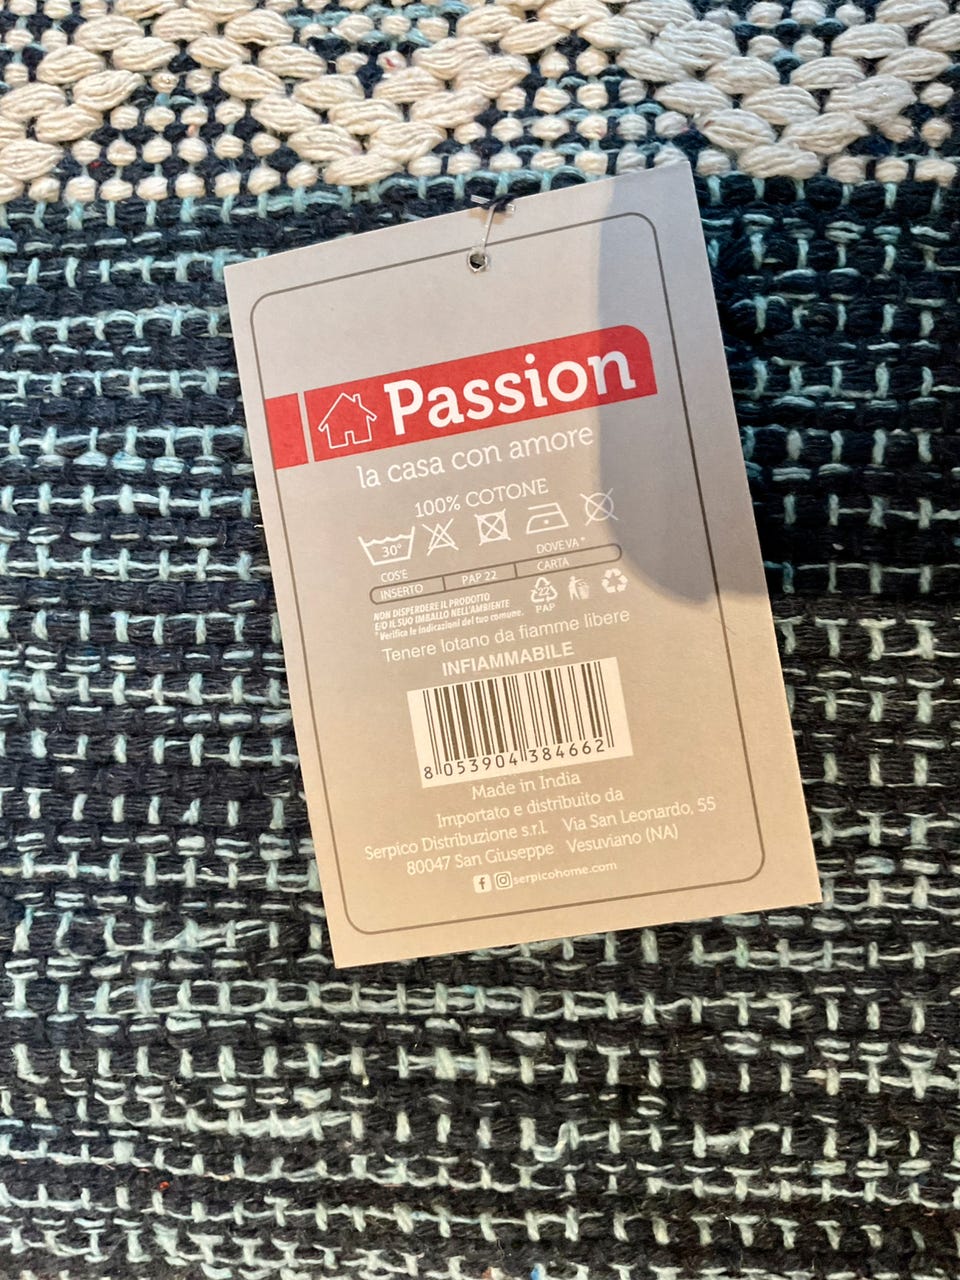 Passion
la casa con amore
100% COTONE
30°
COS'E DOVE VA *
INSERTO PAP 22 CARTA
NON DISPERDERE IL PRODOTTO
E/O IL SUO IMBALLO NELL'AMBIENTE
* Verifica le indicazioni del tuo comune.
22
PAP
Tenere lotano da fiamme libere
INFIAMMABILE
8 053904 384662
Made in India
Importato e distribuito da
Serpico Distribuzione s.r.l. Via San Leonardo, 55
80047 San Giuseppe Vesuviano (NA)
serpicohome.com